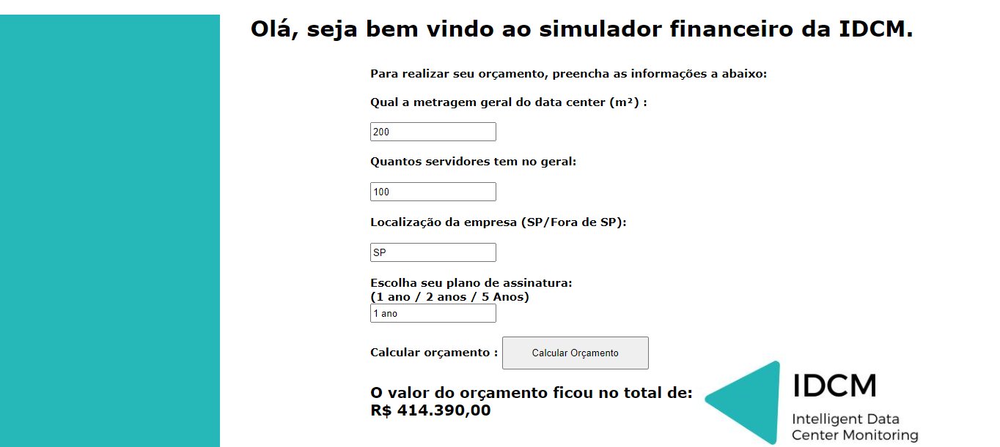 Olá, seja bem vindo ao simulador financeiro da IDCM.
Para realizar seu orçamento, preencha as informações a abaixo:
Qual a metragem geral do data center (m²) :
200
Quantos servidores tem no geral:
100
Localização da empresa (SP/Fora de SP):
SP
Escolha seu plano de assinatura:
(1 ano / 2 anos / 5 Anos)
1 ano
Calcular orçamento : Calcular Orçamento
O valor do orçamento ficou no total de:
R$ 414.390,00
IDCM
Intelligent Data
Center Monitoring